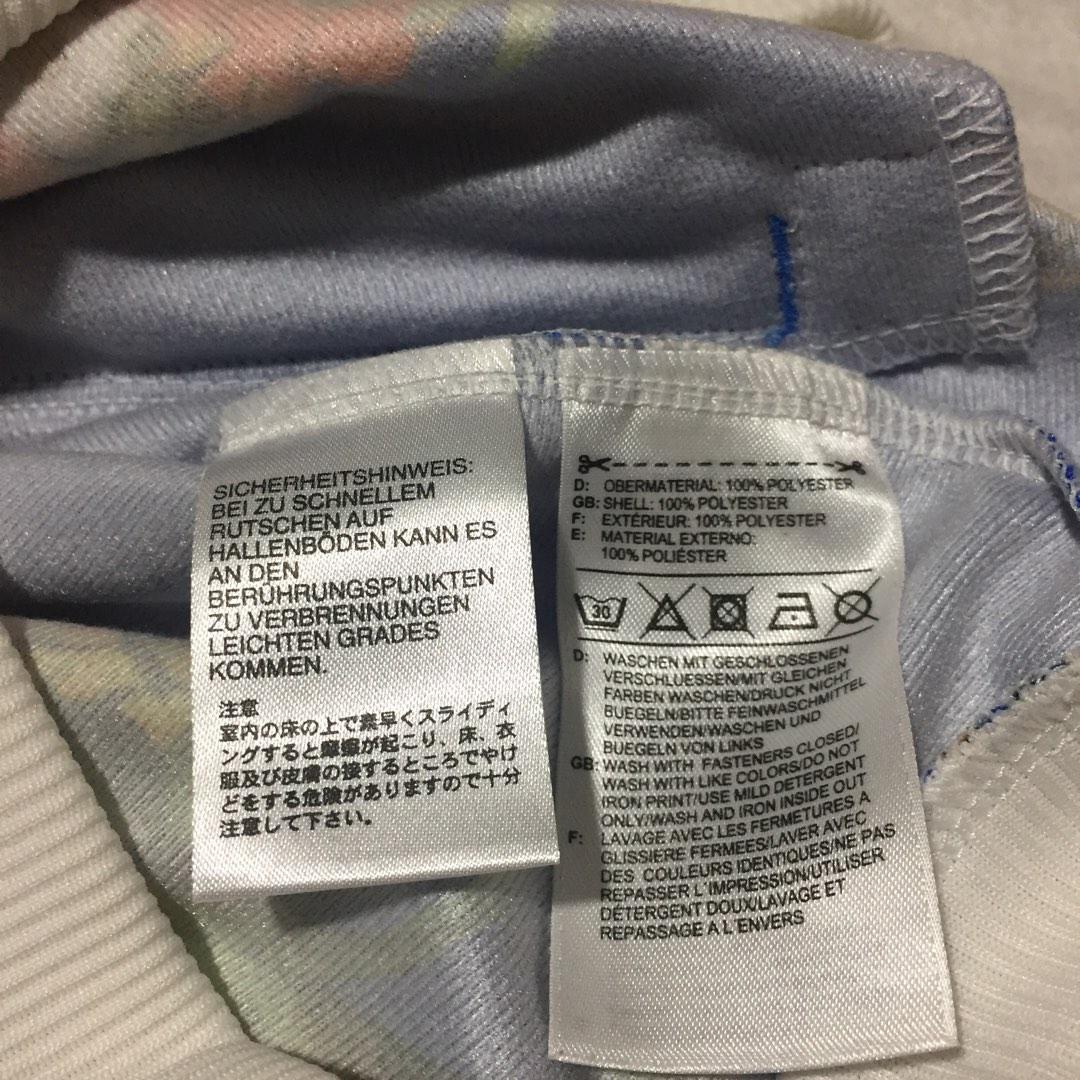 SICHERHEITSHINWEIS:
BEI ZU SCHNELLEM
RUTSCHEN AUF
HALLENBÖDEN KANN ES
AN DEN
BERÜHRUNGSPUNKTEN
ZU VERBRENNUNGEN
LEICHTEN GRADES
KOMMEN.
注意
室内の床の上で素早くスライディ
ングすると摩擦が起こり、床、衣
服及び皮膚の接するところでやけ
どをする危険がありますので十分
注意して下さい。
D: OBERMATERIAL: 100% POLYESTER
GB: SHELL: 100% POLYESTER
F: EXTÉRIEUR: 100% POLYESTER
E: MATERIAL EXTERNO:
100% POLIÉSTER
30
D: WASCHEN MIT GESCHLOSSENEN
VERSCHLUESSEN/MIT GLEICHEN
FARBEN WASCHEN/DRUCK NICHT
BUEGELN/BITTE FEINWASCHMITTEL
VERWENDEN/WASCHEN UND
BUEGELN VON LINKS
GB: WASH WITH FASTENERS CLOSED/
WASH WITH LIKE COLORS/DO NOT
IRON PRINT/USE MILD DETERGENT
ONLY/WASH AND IRON INSIDE OUT
F: LAVAGE AVEC LES FERMETURES A
GLISSIERE FERMEES/LAVER AVEC
DES COULEURS IDENTIQUES/NE PAS
REPASSER L'IMPRESSION/UTILISER
DÉTERGENT DOUX/LAVAGE ET
REPASSAGE A L'ENVERS